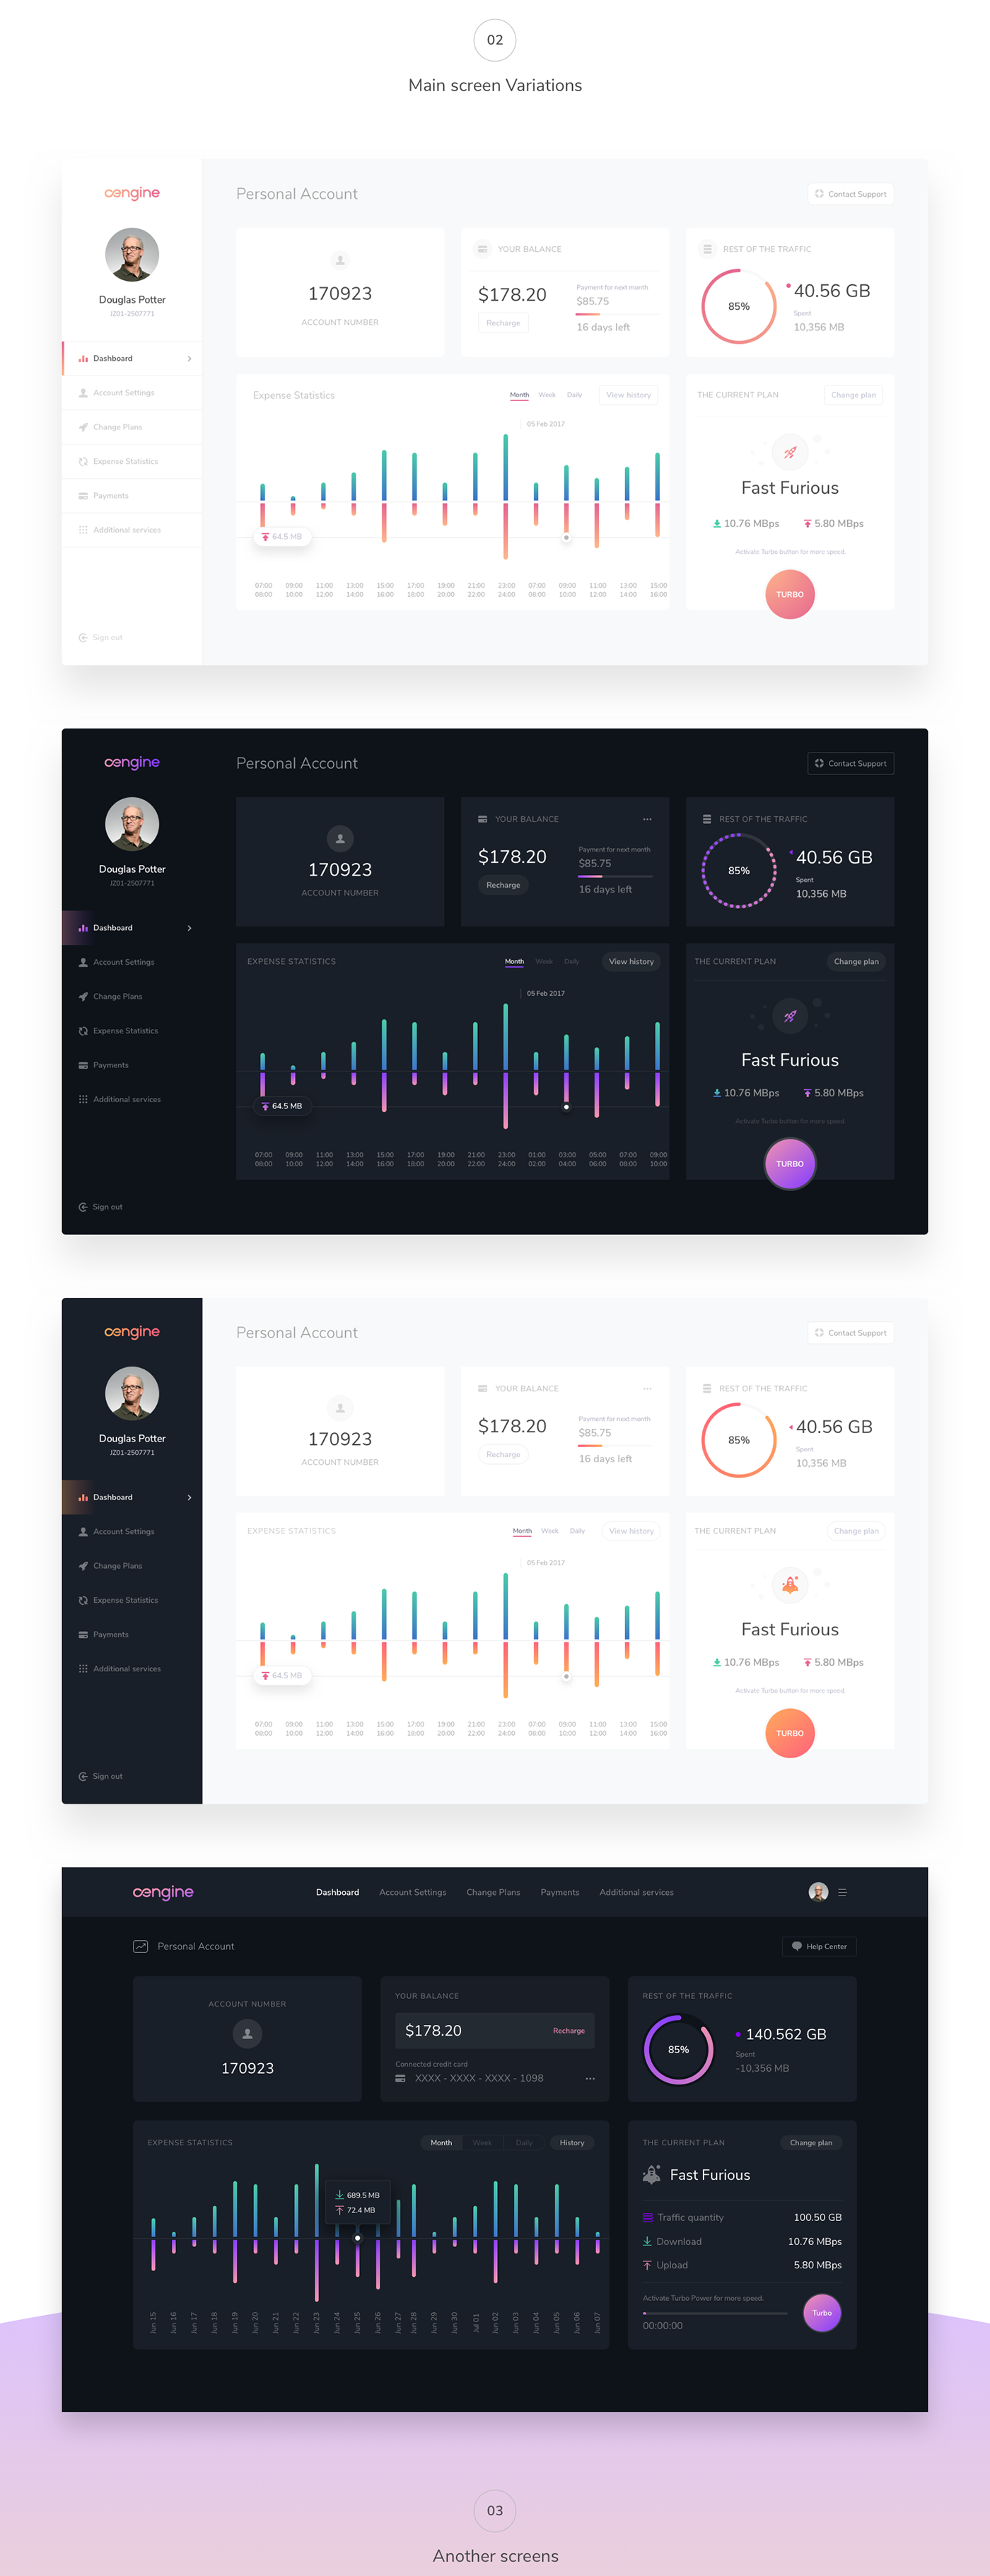 02
Main screen Variations
œngine
Personal Account
Contact Support
Douglas Potter
JZ01-2507771
Dashboard
Account Settings
Change Plans
Expense Statistics
Payments
Additional services
Sign out
170923
ACCOUNT NUMBER
YOUR BALANCE
$178.20
Recharge
Payment for next month
$85.75
16 days left
REST OF THE TRAFFIC
85%
40.56 GB
Spent
10,356 MB
Expense Statistics
Month Week Daily View history
05 Feb 2017
64.5 MB
07:00 09:00 11:00 13:00 15:00 17:00 19:00 21:00 23:00 07:00 09:00 11:00 13:00 15:00
08:00 10:00 12:00 14:00 16:00 18:00 20:00 22:00 24:00 08:00 10:00 12:00 14:00 16:00
THE CURRENT PLAN
Change plan
Fast Furious
10.76 MBps 5.80 MBps
Activate Turbo button for more speed.
TURBO
œngine
Personal Account
Contact Support
Douglas Potter
JZ01-2507771
Dashboard
Account Settings
Change Plans
Expense Statistics
Payments
Additional services
Sign out
170923
ACCOUNT NUMBER
YOUR BALANCE
$178.20
Recharge
Payment for next month
$85.75
16 days left
REST OF THE TRAFFIC
85%
40.56 GB
Spent
10,356 MB
EXPENSE STATISTICS
Month Week Daily View history
05 Feb 2017
64.5 MB
07:00 09:00 11:00 13:00 15:00 17:00 19:00 21:00 23:00 01:00 03:00 05:00 07:00 09:00
08:00 10:00 12:00 14:00 16:00 18:00 20:00 22:00 24:00 02:00 04:00 06:00 08:00 10:00
THE CURRENT PLAN
Change plan
Fast Furious
10.76 MBps 5.80 MBps
Activate Turbo button for more speed.
TURBO
œngine
Personal Account
Contact Support
Douglas Potter
JZ01-2507771
Dashboard
Account Settings
Change Plans
Expense Statistics
Payments
Additional services
Sign out
170923
ACCOUNT NUMBER
YOUR BALANCE
$178.20
Recharge
Payment for next month
$85.75
16 days left
REST OF THE TRAFFIC
85%
40.56 GB
Spent
10,356 MB
EXPENSE STATISTICS
Month Week Daily View history
05 Feb 2017
64.5 MB
07:00 09:00 11:00 13:00 15:00 17:00 19:00 21:00 23:00 07:00 09:00 11:00 13:00 15:00
08:00 10:00 12:00 14:00 16:00 18:00 20:00 22:00 24:00 08:00 10:00 12:00 14:00 16:00
THE CURRENT PLAN
Change plan
Fast Furious
10.76 MBps 5.80 MBps
Activate Turbo button for more speed.
TURBO
œngine
Dashboard Account Settings Change Plans Payments Additional services
Personal Account
Help Center
ACCOUNT NUMBER
170923
YOUR BALANCE
$178.20 Recharge
Connected credit card
XXXX - XXXX - XXXX - 1098
REST OF THE TRAFFIC
85%
140.562 GB
Spent
-10,356 MB
EXPENSE STATISTICS
Month Week Daily History
689.5 MB
72.4 MB
Jun 15 Jun 16 Jun 17 Jun 18 Jun 19 Jun 20 Jun 21 Jun 22 Jun 23 Jun 24 Jun 25 Jun 26 Jun 27 Jun 28 Jun 29 Jun 30 Jul 01 Jun 02 Jun 03 Jun 04 Jun 05 Jun 06 Jun 07
THE CURRENT PLAN
Change plan
Fast Furious
Traffic quantity 100.50 GB
Download 10.76 MBps
Upload 5.80 MBps
Activate Turbo Power for more speed.
00:00:00
Turbo
03
Another screens